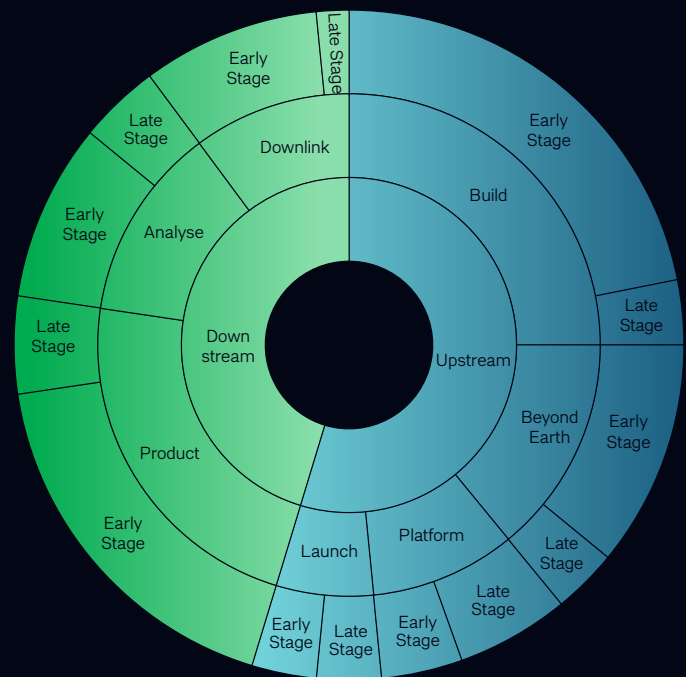 Late Stage
Early
Stage
Early
Stage
Late
Stage
Downlink
Build
Early
Stage
Analyse
Late
Stage
Late
Stage
Down
stream
Upstream
Beyond
Earth
Early
Stage
Product
Early
Stage
Platform
Launch
Late
Stage
Late
Stage
Early
Stage
Early
Stage
Late
Stage